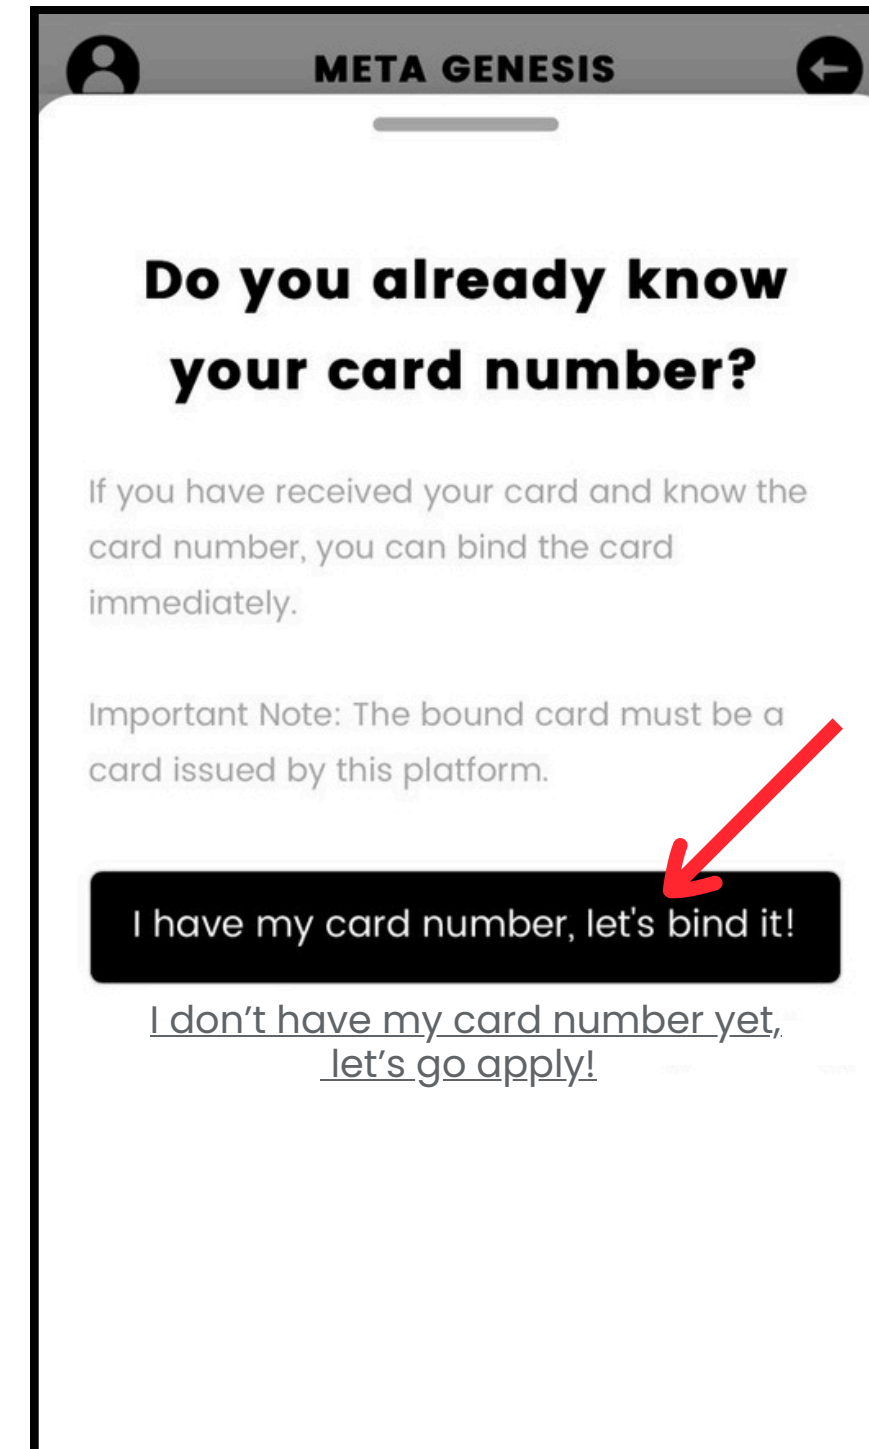 META GENESIS
Do you already know
your card number?
If you have received your card and know the
card number, you can bind the card
immediately.
Important Note: The bound card must be a
card issued by this platform.
I have my card number, let's bind it!
I don’t have my card number yet,
let’s go apply!